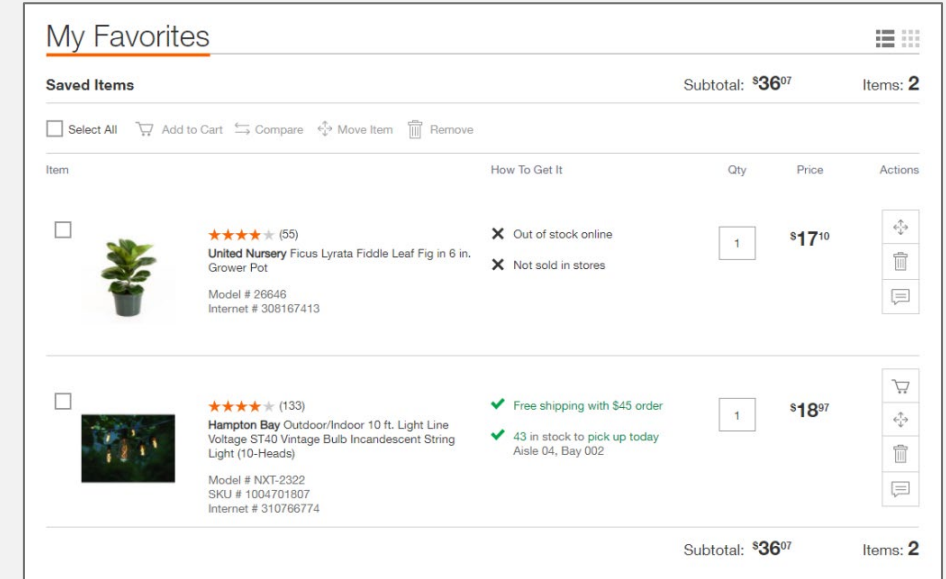 My Favorites
Saved Items Subtotal: $3607 Items: 2
Select All Add to Cart Compare Move Item Remove
Item How To Get It Qty Price Actions
(55)
United Nursery Ficus Lyrata Fiddle Leaf Fig in 6 in.
Grower Pot
Model # 26646
Internet # 308167413
Out of stock online
Not sold in stores
1
$1710
(133)
Hampton Bay Outdoor/Indoor 10 ft. Light Line
Voltage ST40 Vintage Bulb Incandescent String
Light (10-Heads)
Model # NXT-2322
SKU # 1004701807
Internet # 310766774
Free shipping with $45 order
43 in stock to pick up today
Aisle 04, Bay 002
1
$1897
Subtotal: $3607 Items: 2